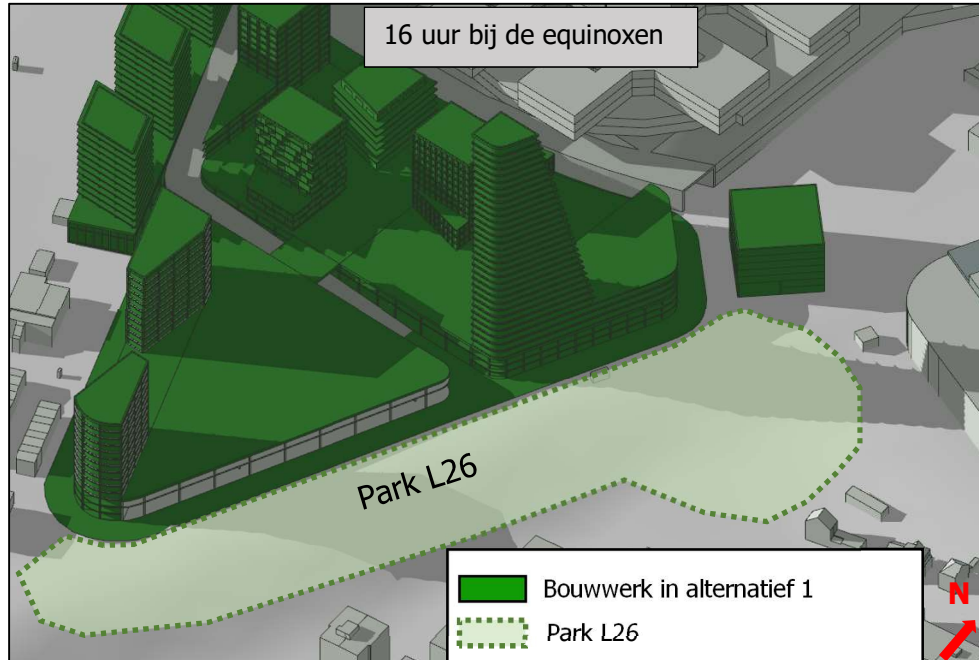 16 uur bij de equinoxen
Park L26
Bouwwerk in alternatief 1
Park L26
N